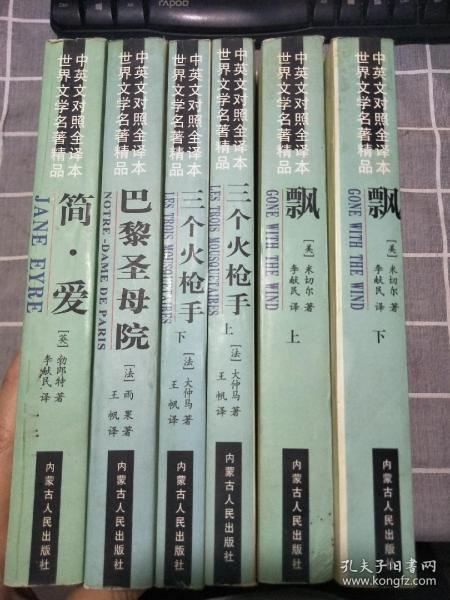 中英文对照全译本
世界文学名著精品
简·爱
JANE EYRE
[英] 勃郎特 著
李献民 译
中英文对照全译本
世界文学名著精品
巴黎圣母院
NOTRE-DAME DE PARIS
[法] 雨果 著
王帆 译
内蒙古人民出版社
中英文对照全译本
世界文学名著精品
三个火枪手
LES TROIS MOUSQUETAIRES
下
[法] 大仲马 著
王帆 译
内蒙古人民出版社
中英文对照全译本
世界文学名著精品
三个火枪手
LES TROIS MOUSQUETAIRES
上
[法] 大仲马 著
王帆 译
内蒙古人民出版社
中英文对照全译本
世界文学名著精品
飘
GONE WITH THE WIND
[美] 米切尔 著
李献民 译
上
内蒙古人民出版社
中英文对照全译本
世界文学名著精品
飘
GONE WITH THE WIND
[美] 米切尔 著
李献民 译
下
内蒙古人民出版社
内蒙古人民出版社
孔夫子旧书网
www.kongfz.com